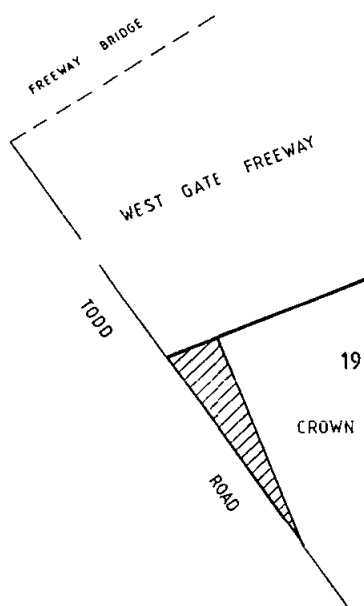 FREEWAY BRIDGE
WEST GATE FREEWAY
TODD
19
CROWN
ROAD